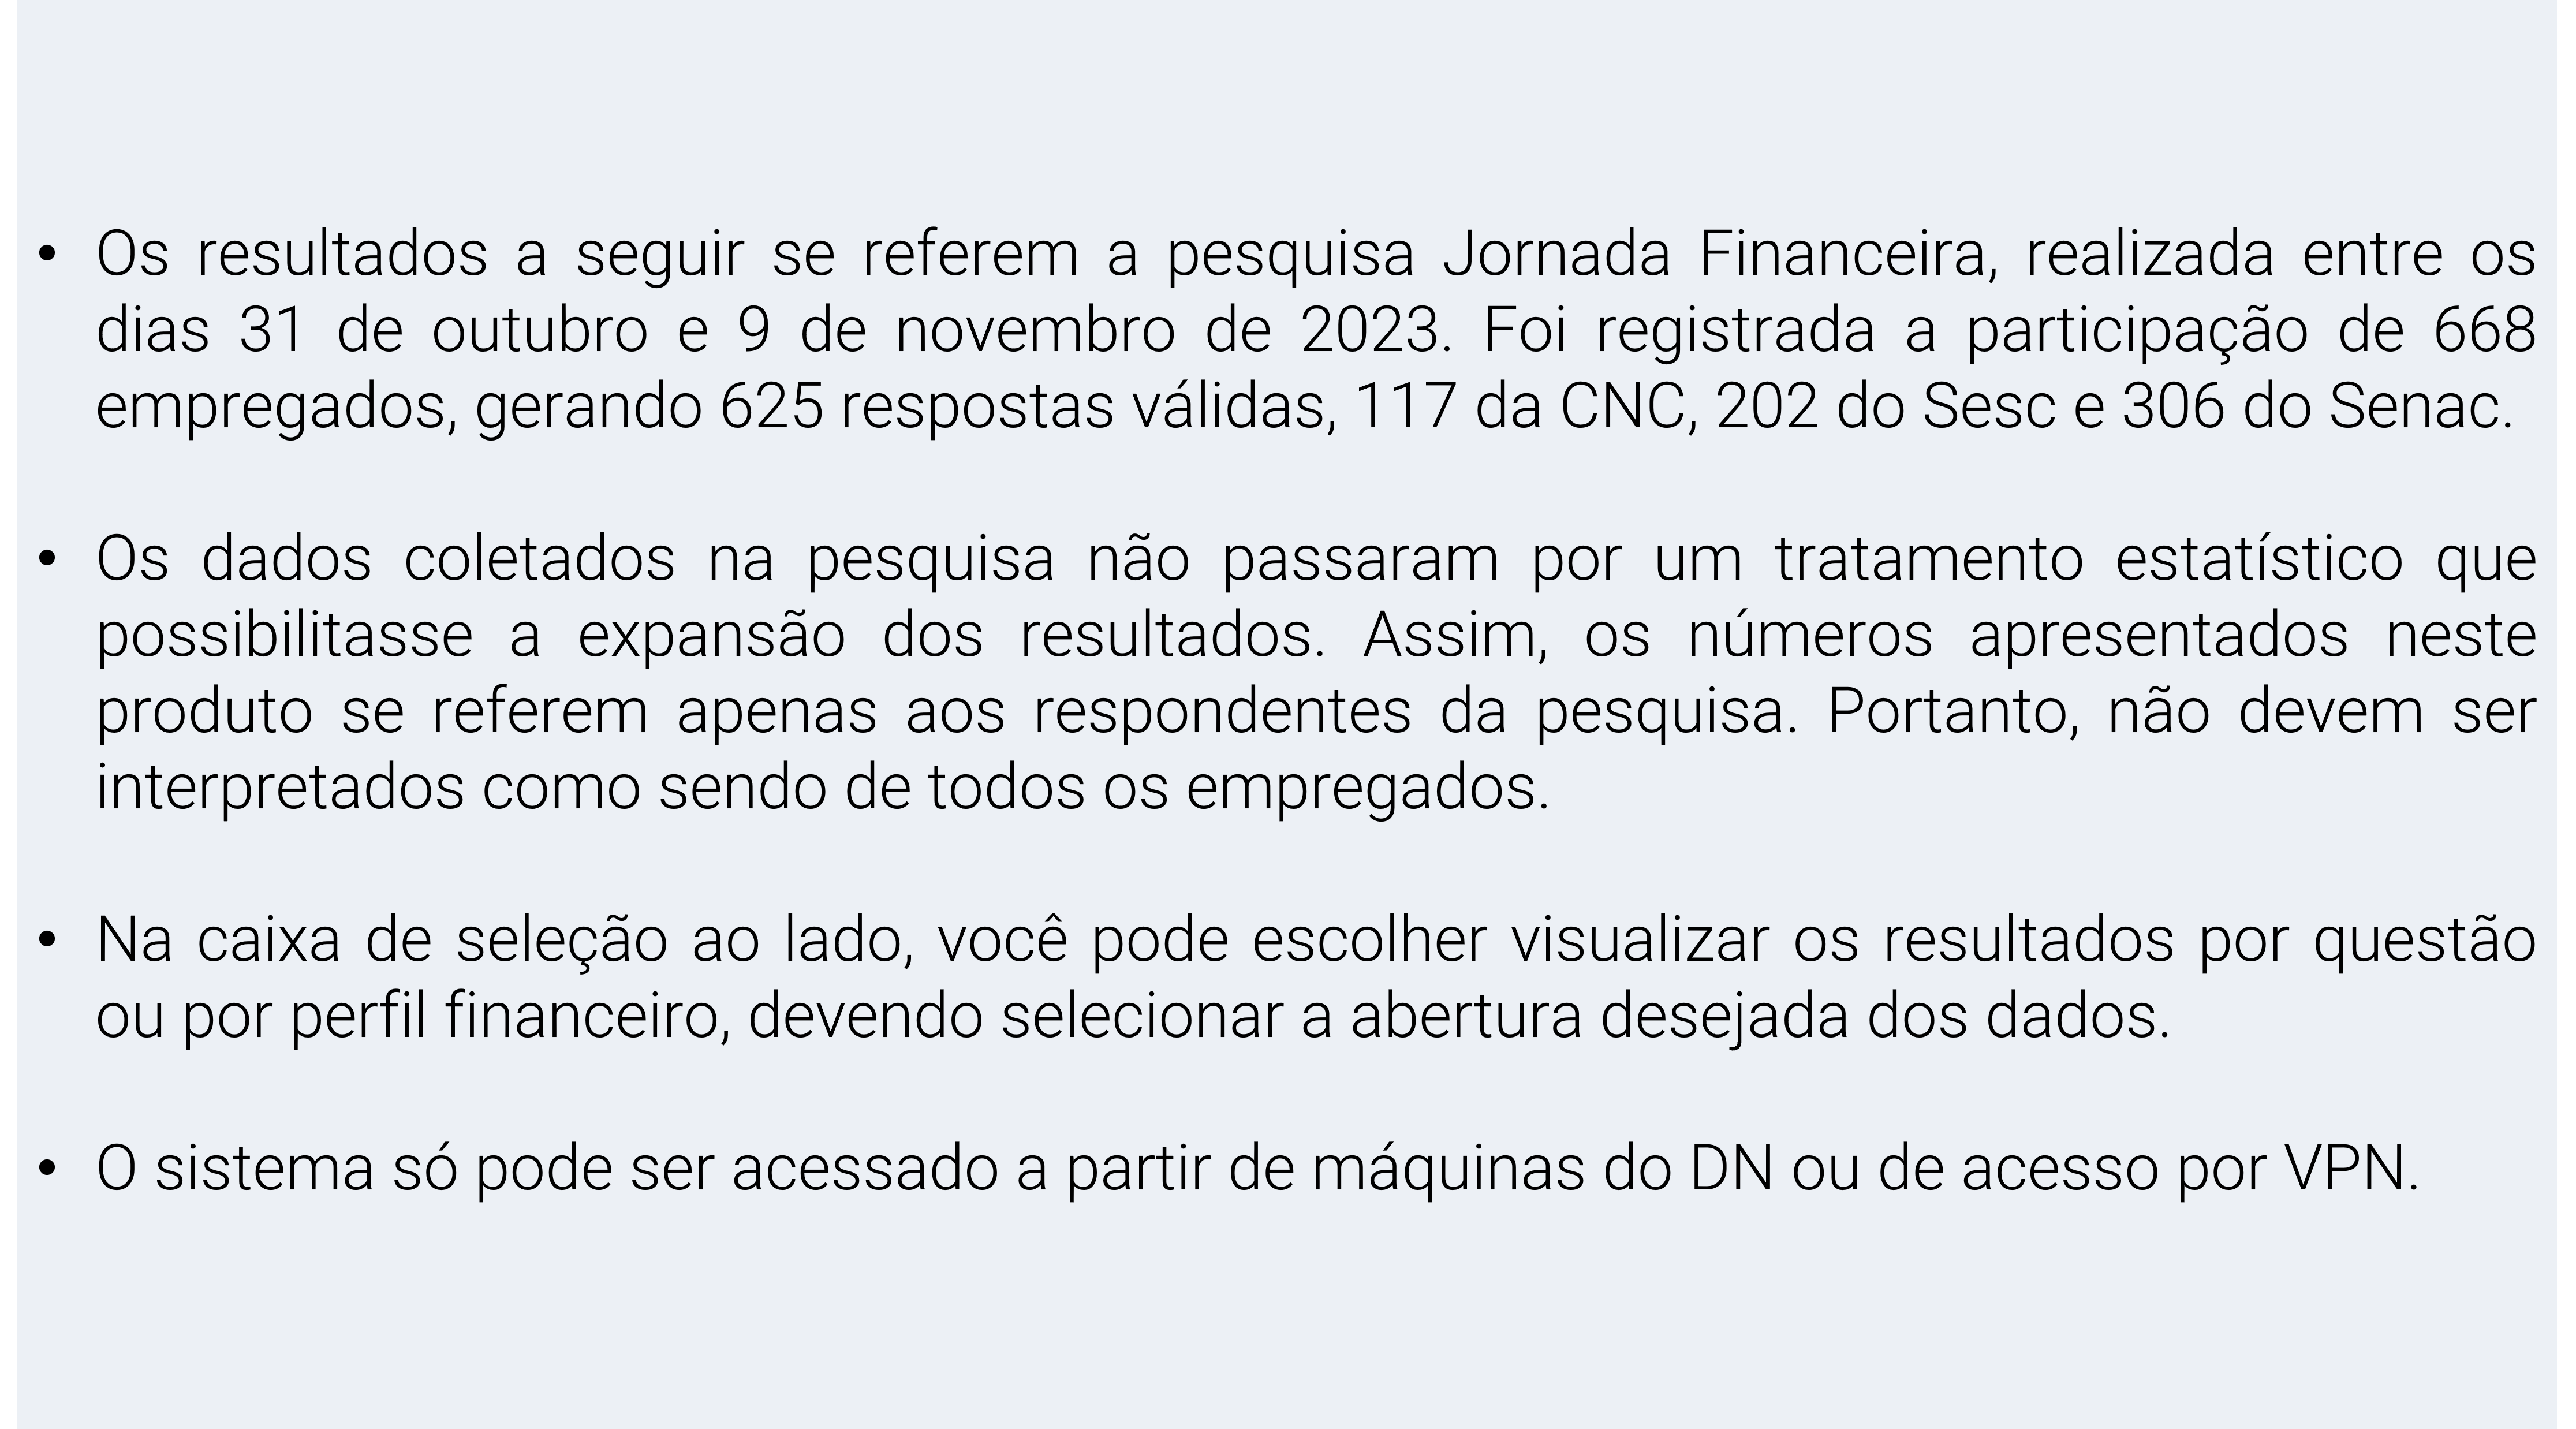 • Os resultados a seguir se referem a pesquisa Jornada Financeira, realizada entre os
dias 31 de outubro e 9 de novembro de 2023. Foi registrada a participação de 668
empregados, gerando 625 respostas válidas, 117 da CNC, 202 do Sesc e 306 do Senac.
• Os dados coletados na pesquisa não passaram por um tratamento estatístico que
possibilitasse a expansão dos resultados. Assim, os números apresentados neste
produto se referem apenas aos respondentes da pesquisa. Portanto, não devem ser
interpretados como sendo de todos os empregados.
• Na caixa de seleção ao lado, você pode escolher visualizar os resultados por questão
ou por perfil financeiro, devendo selecionar a abertura desejada dos dados.
• O sistema só pode ser acessado a partir de máquinas do DN ou de acesso por VPN.